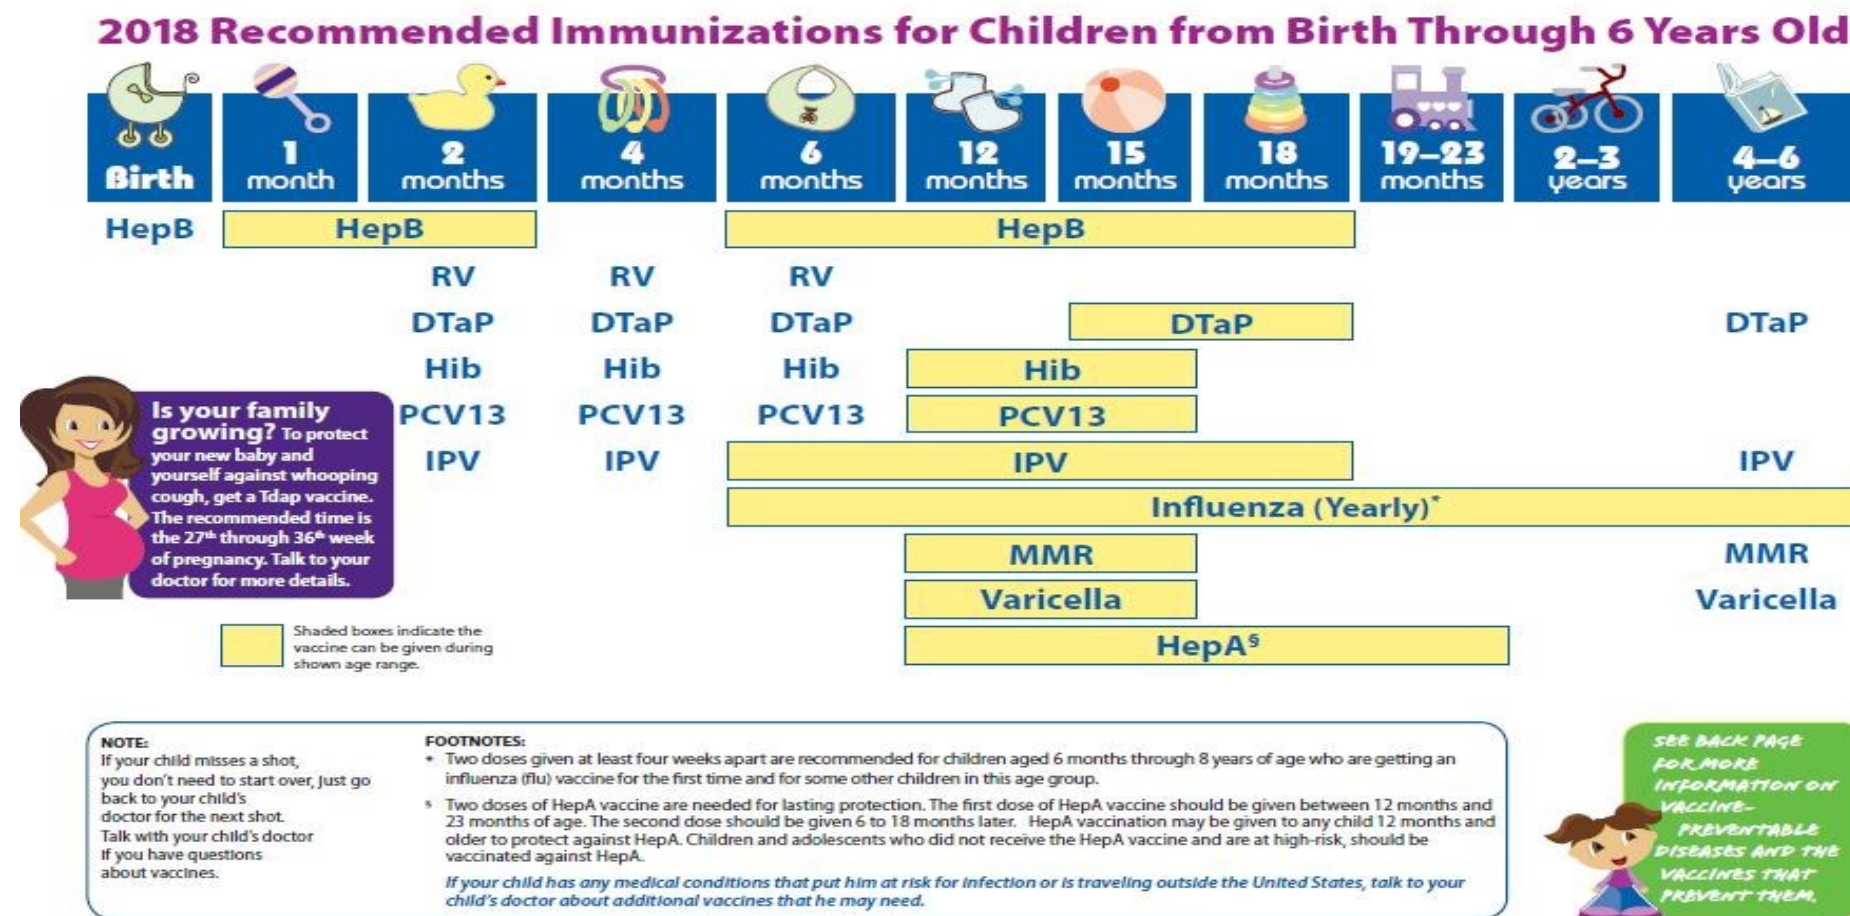 2018 Recommended Immunizations for Children from Birth Through 6 Years Old
Birth
1
month
2
months
4
months
6
months
12
months
15
months
18
months
19–23
months
2–3
years
4–6
years
HepB HepB HepB
RV RV RV
DTaP DTaP DTaP DTaP DTaP
Hib Hib Hib Hib
PCV13 PCV13 PCV13 PCV13
IPV IPV IPV IPV
Influenza (Yearly)*
MMR MMR
Varicella Varicella
HepA§
Is your family
growing? To protect
your new baby and
yourself against whooping
cough, get a Tdap vaccine.
The recommended time is
the 27th through 36th week
of pregnancy. Talk to your
doctor for more details.
Shaded boxes indicate the
vaccine can be given during
shown age range.
NOTE:
If your child misses a shot,
you don't need to start over, just go
back to your child's
doctor for the next shot.
Talk with your child's doctor
if you have questions
about vaccines.
FOOTNOTES:
* Two doses given at least four weeks apart are recommended for children aged 6 months through 8 years of age who are getting an
influenza (flu) vaccine for the first time and for some other children in this age group.
§ Two doses of HepA vaccine are needed for lasting protection. The first dose of HepA vaccine should be given between 12 months and
23 months of age. The second dose should be given 6 to 18 months later. HepA vaccination may be given to any child 12 months and
older to protect against HepA. Children and adolescents who did not receive the HepA vaccine and are at high-risk, should be
vaccinated against HepA.
If your child has any medical conditions that put him at risk for infection or is traveling outside the United States, talk to your
child's doctor about additional vaccines that he may need.
SEE BACK PAGE
FOR MORE
INFORMATION ON
VACCINE-
PREVENTABLE
DISEASES AND THE
VACCINES THAT
PREVENT THEM.